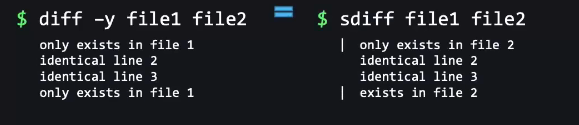 $ diff -y file1 file2 = $ sdiff file1 file2
only exists in file 1 | only exists in file 2
identical line 2 identical line 2
identical line 3 identical line 3
only exists in file 1 | exists in file 2